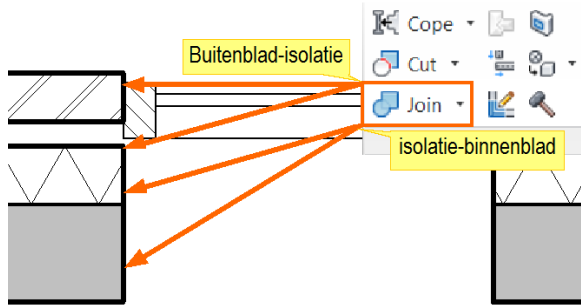 Cope
Buitenblad-isolatie
Cut
Join
isolatie-binnenblad